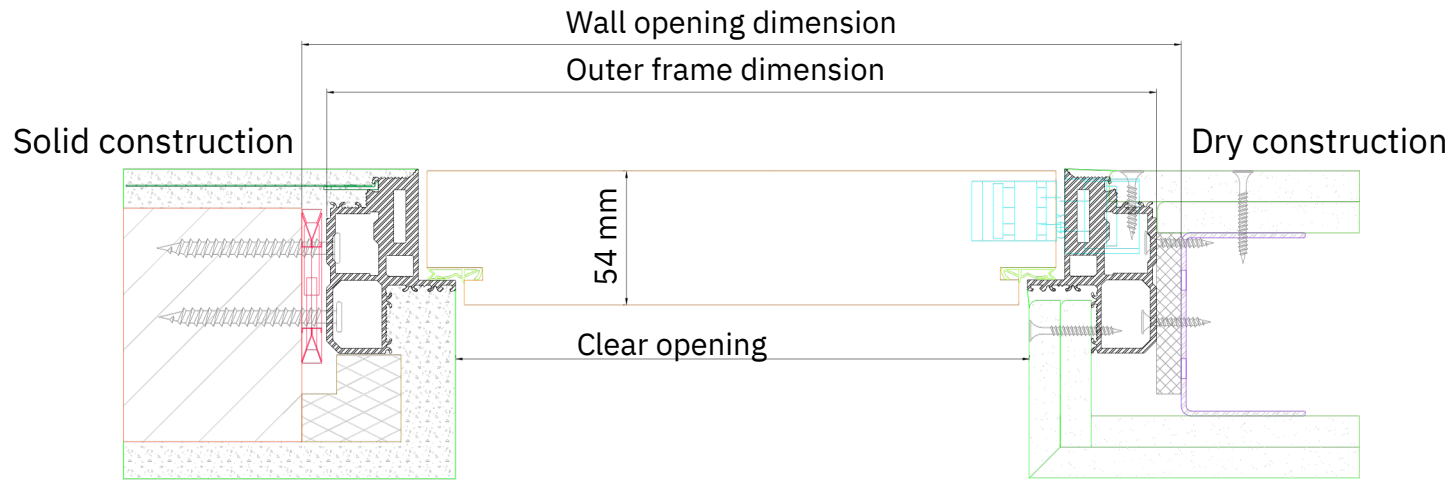 Wall opening dimension
Outer frame dimension
Solid construction
Dry construction
54 mm
Clear opening